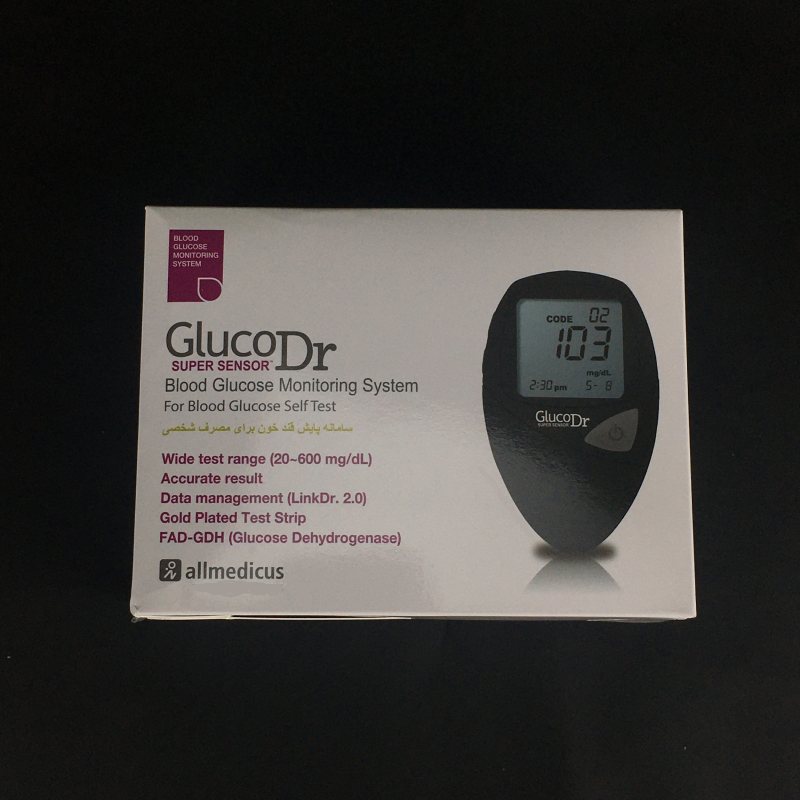 BLOOD
GLUCOSE
MONITORING
SYSTEM
GlucoDr
SUPER SENSOR™
Blood Glucose Monitoring System
For Blood Glucose Self Test
سامانه پایش قند خون برای مصرف شخصی
Wide test range (20~600 mg/dL)
Accurate result
Data management (LinkDr. 2.0)
Gold Plated Test Strip
FAD-GDH (Glucose Dehydrogenase)
allmedicus
CODE 02
103
mg/dL
2:30 pm 5- 8
GlucoDr
SUPER SENSOR™